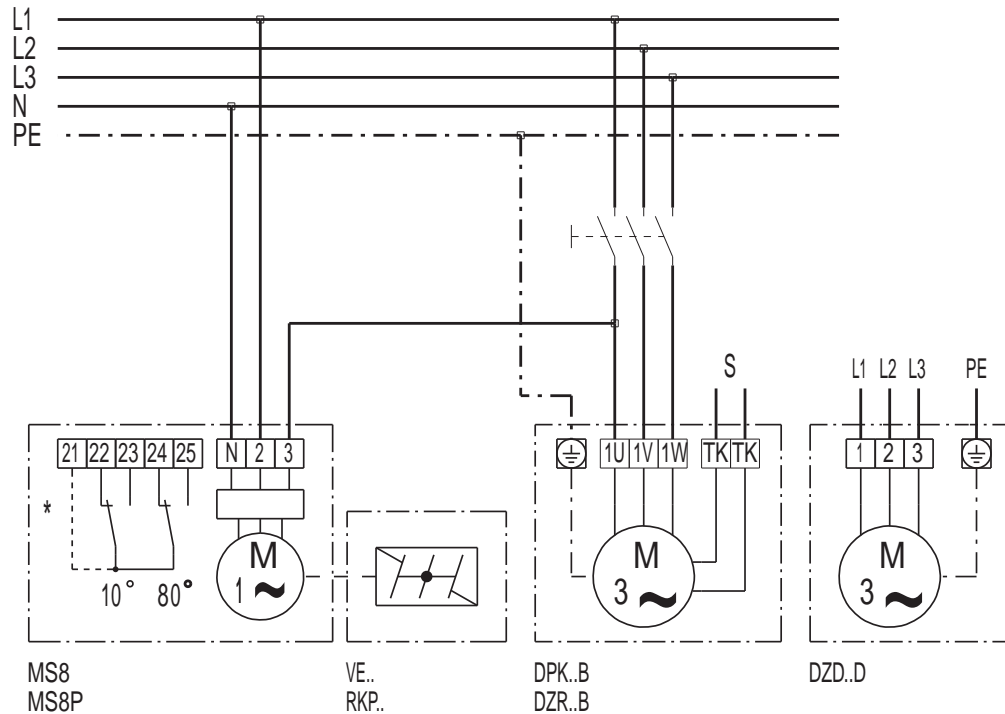 L1
L2
L3
N
PE
S
L1 L2 L3 PE
21 22 23 24 25
N 2 3
1U 1V 1W
TK TK
1 2 3
*
10° 80°
M
1
M
3
M
3
MS8
MS8P
VE..
RKP..
DPK..B
DZR..B
DZD..D